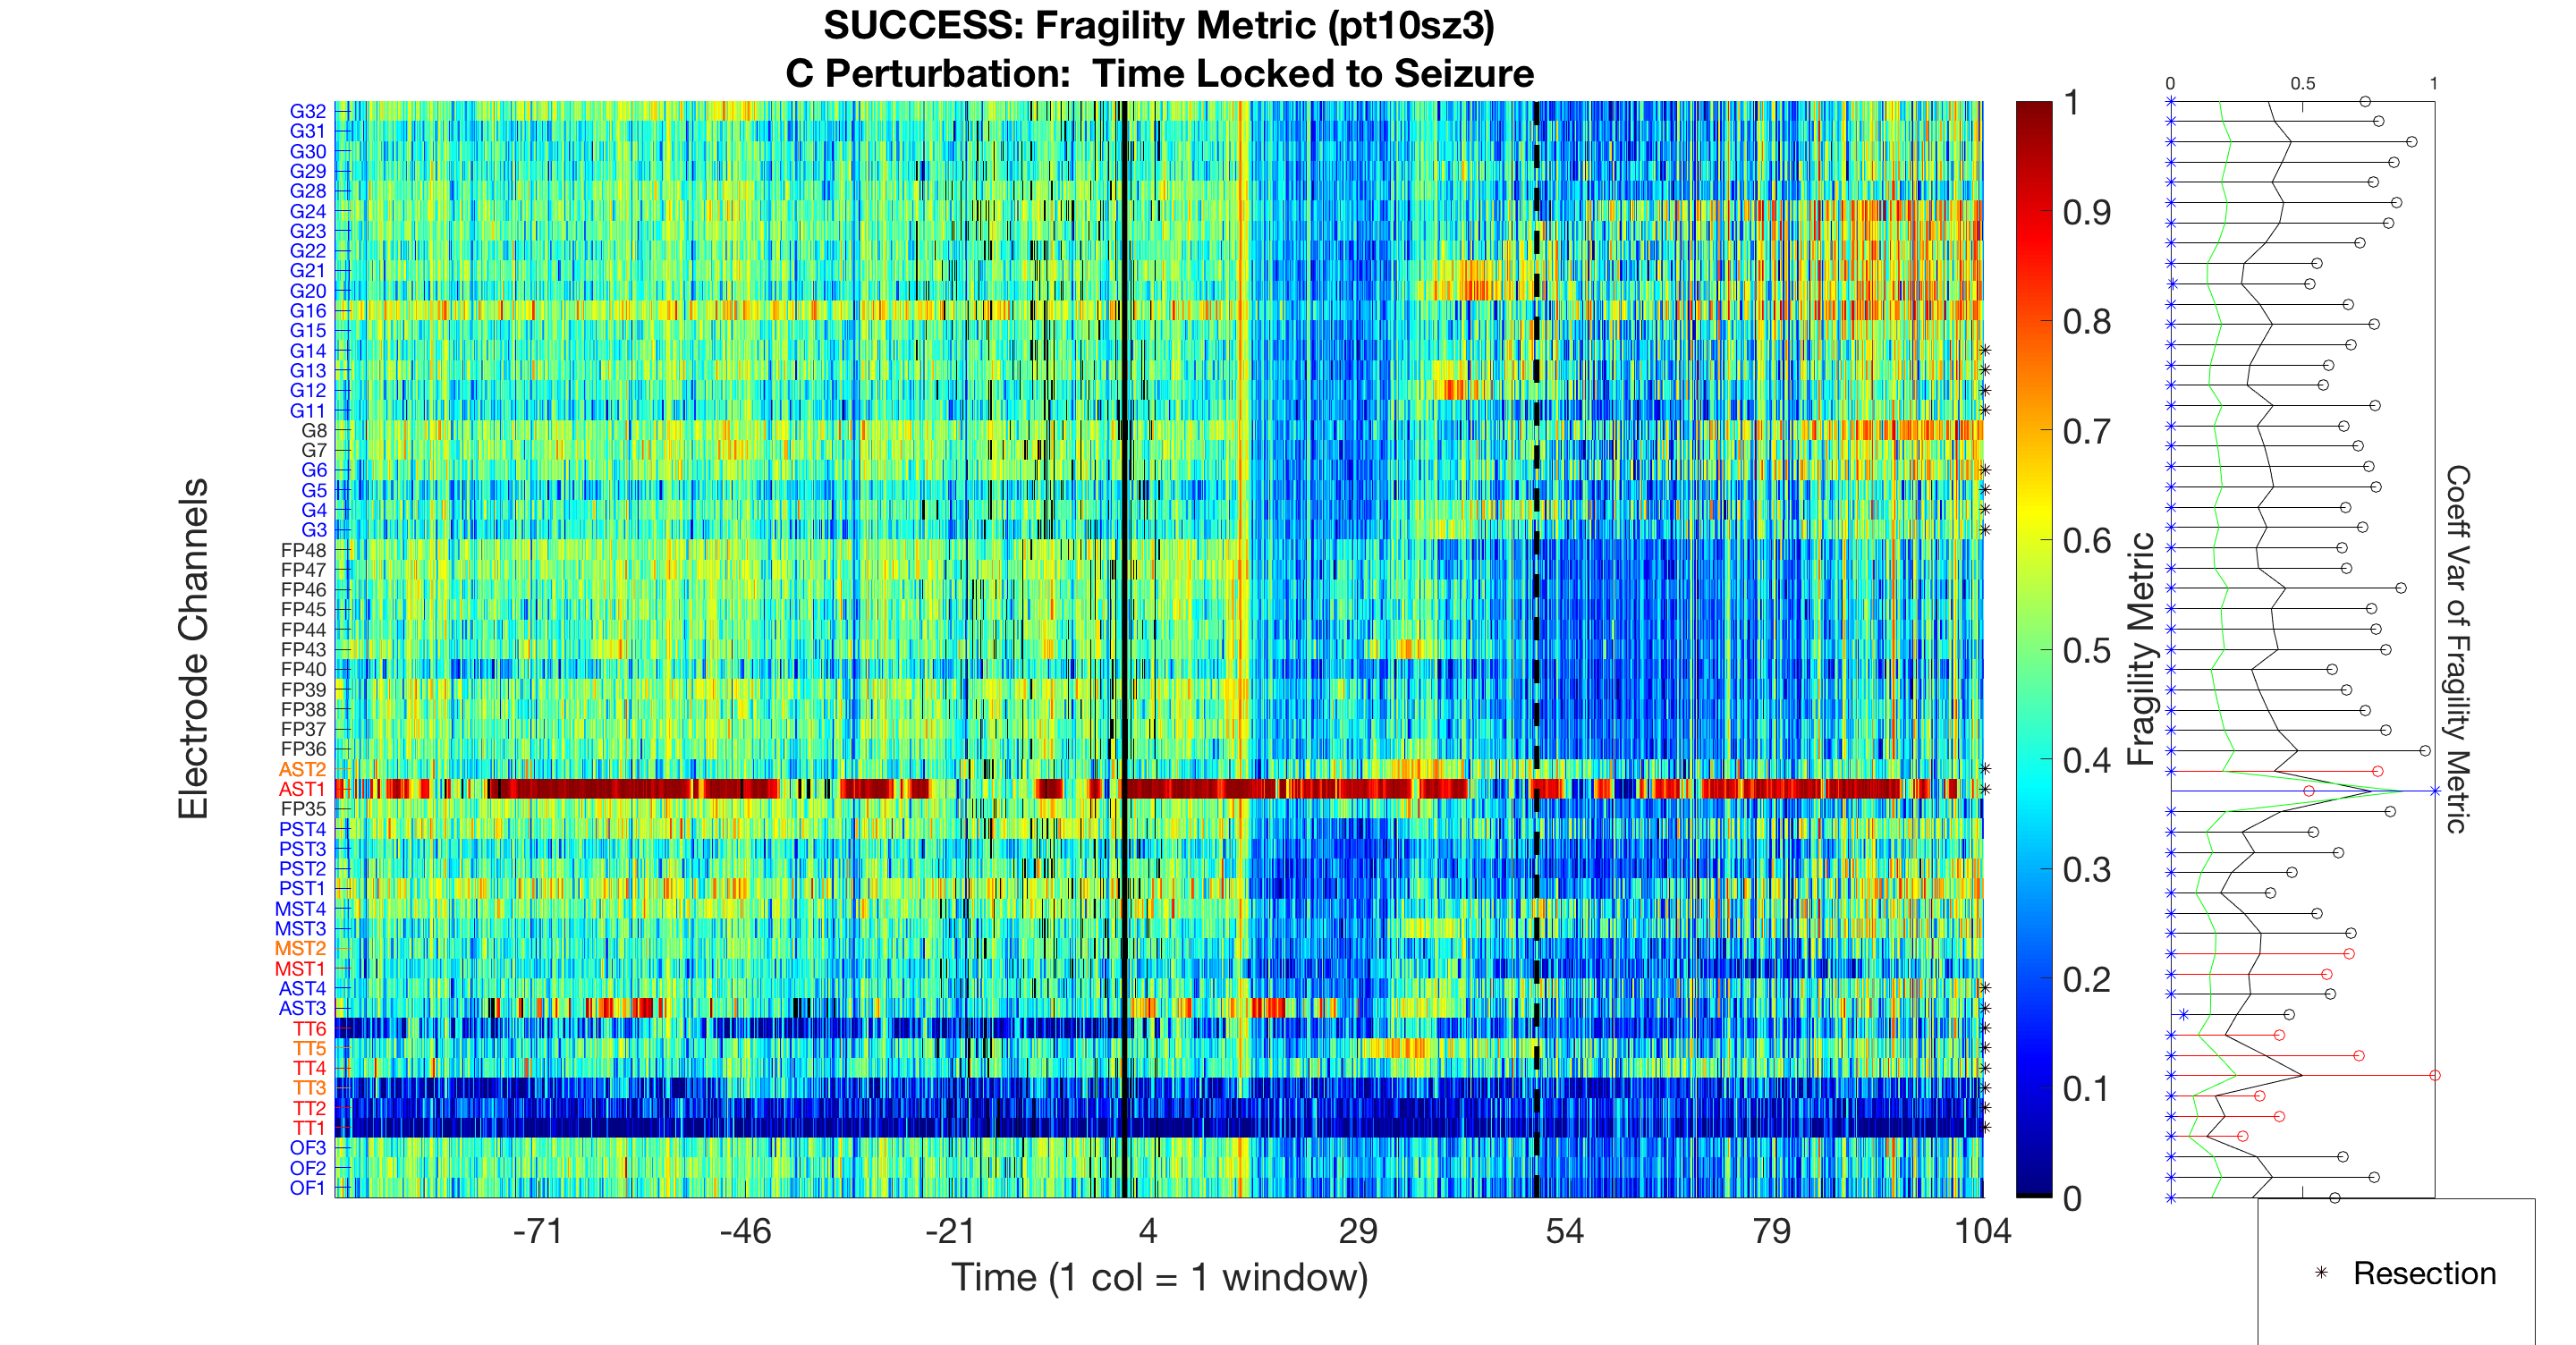 SUCCESS: Fragility Metric (pt10sz3)
C Perturbation: Time Locked to Seizure
Electrode Channels
G32
G31
G30
G29
G28
G24
G23
G22
G21
G20
G16
G15
G14
G13
G12
G11
G8
G7
G6
G5
G4
G3
FP48
FP47
FP46
FP45
FP44
FP43
FP40
FP39
FP38
FP37
FP36
AST2
AST1
FP35
PST4
PST3
PST2
PST1
MST4
MST3
MST2
MST1
AST4
AST3
TT6
TT5
TT4
TT3
TT2
TT1
OF3
OF2
OF1
-71 -46 -21 4 29 54 79 104
Time (1 col = 1 window)
1
0.9
0.8
0.7
0.6
0.5
0.4
0.3
0.2
0.1
0
Fragility Metric
0 0.5 1
Coeff Var of Fragility Metric
Resection